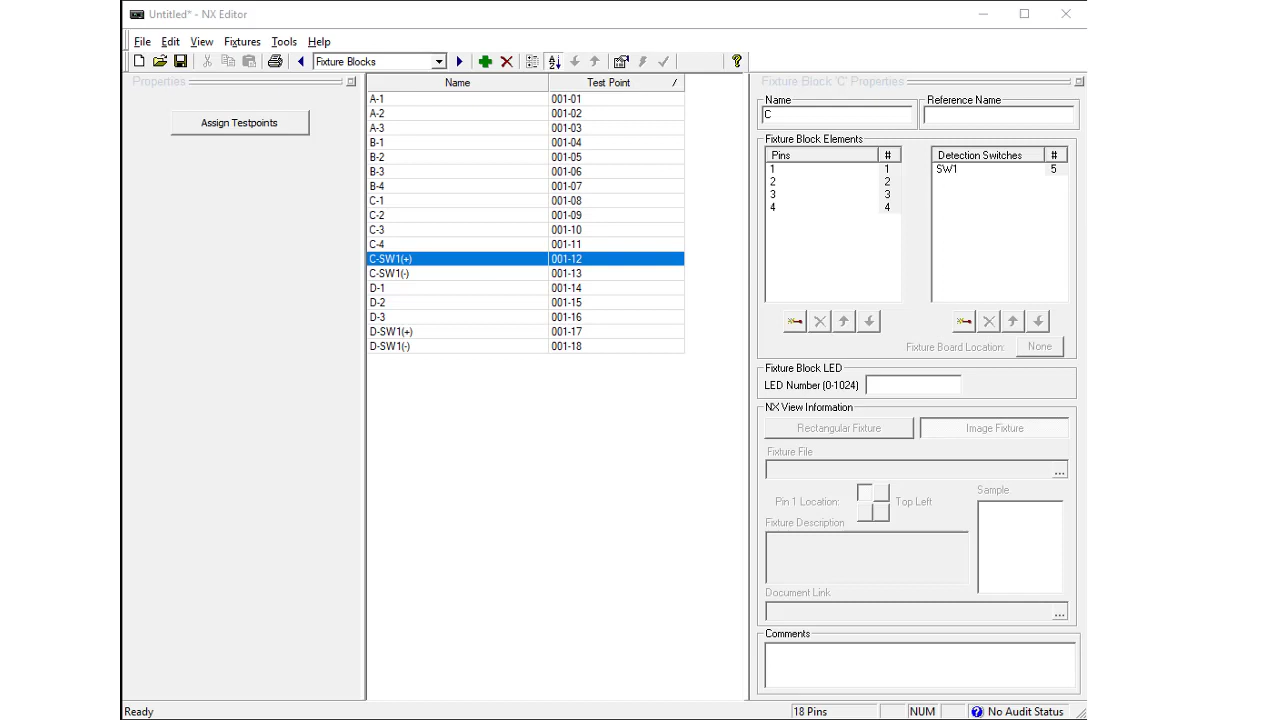 Untitled* - NX Editor
File Edit View Fixtures Tools Help
Fixture Blocks
Properties
Assign Testpoints
Name Test Point /
A-1 001-01
A-2 001-02
A-3 001-03
B-1 001-04
B-2 001-05
B-3 001-06
B-4 001-07
C-1 001-08
C-2 001-09
C-3 001-10
C-4 001-11
C-SW1(+) 001-12
C-SW1(-) 001-13
D-1 001-14
D-2 001-15
D-3 001-16
D-SW1(+) 001-17
D-SW1(-) 001-18
Fixture Block 'C' Properties
Name Reference Name
C
Fixture Block Elements
Pins # Detection Switches #
1 1 SW1 5
2 2
3 3
4 4
Fixture Board Location: None
Fixture Block LED
LED Number (0-1024)
NX View Information
Rectangular Fixture Image Fixture
Fixture File
...
Pin 1 Location: Top Left Sample
Fixture Description
Document Link
...
Comments
Ready 18 Pins NUM No Audit Status